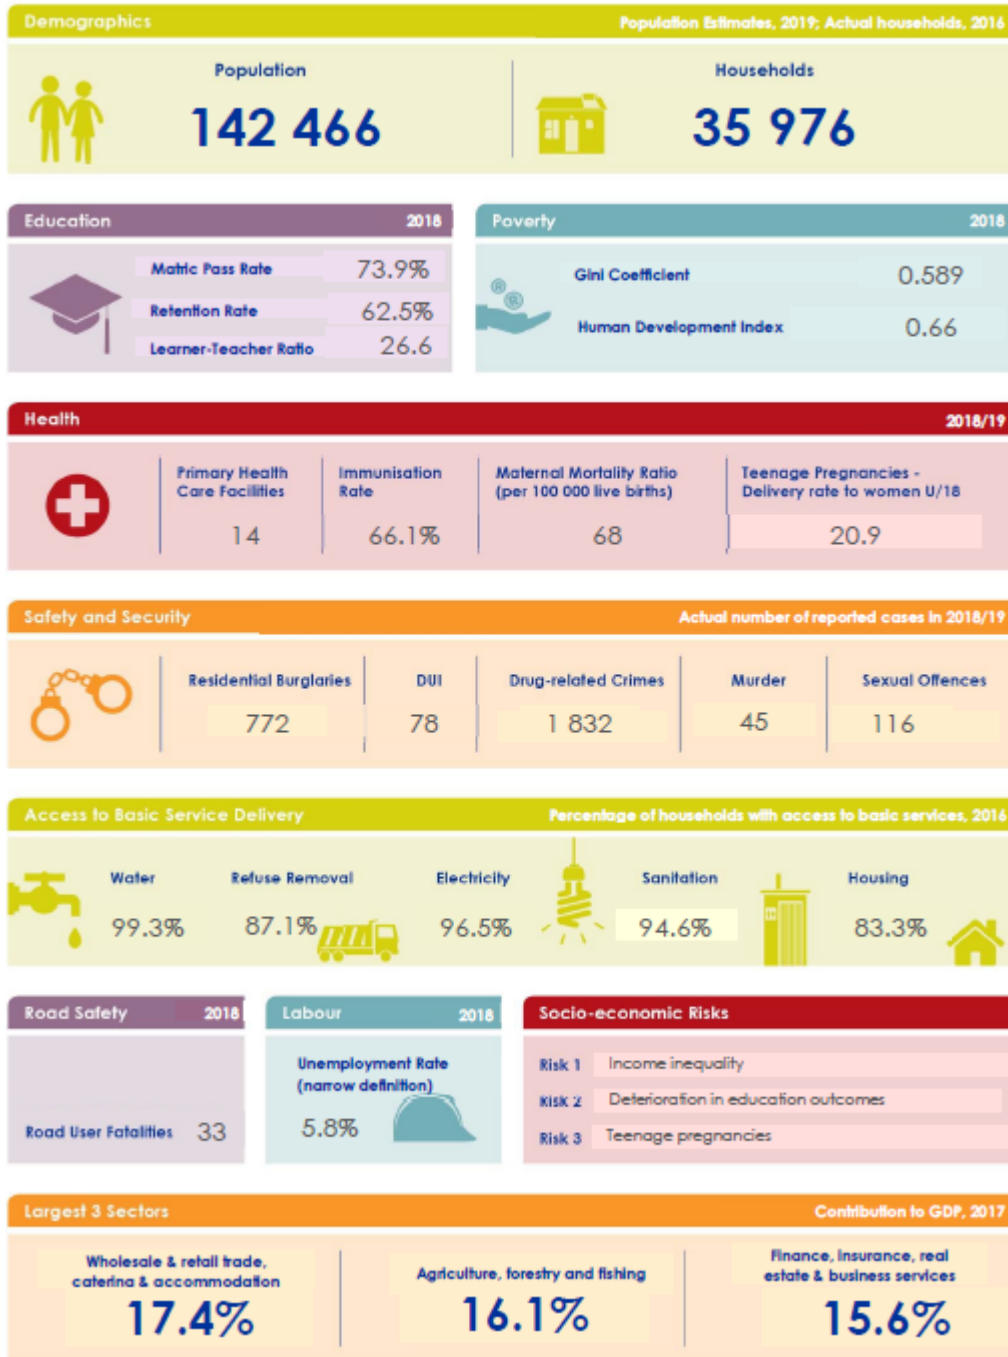 Demographics Population Estimates, 2019; Actual households, 2016
Population Households
142 466 35 976
Education 2018
Matric Pass Rate 73.9%
Retention Rate 62.5%
Learner-Teacher Ratio 26.6
Poverty 2018
Gini Coefficient 0.589
Human Development Index 0.66
Health 2018/19
Primary Health Care Facilities
14
Immunisation Rate
66.1%
Maternal Mortality Ratio
(per 100 000 live births)
68
Teenage Pregnancies -
Delivery rate to women U/18
20.9
Safety and Security Actual number of reported cases in 2018/19
Residential Burglaries DUI Drug-related Crimes Murder Sexual Offences
772 78 1 832 45 116
Access to Basic Service Delivery Percentage of households with access to basic services, 2016
Water Refuse Removal Electricity Sanitation Housing
99.3% 87.1% 96.5% 94.6% 83.3%
Road Safety 2018
Road User Fatalities 33
Labour 2018
Unemployment Rate
(narrow definition)
5.8%
Socio-economic Risks
Risk 1 Income inequality
Risk 2 Deterioration in education outcomes
Risk 3 Teenage pregnancies
Largest 3 Sectors Contribution to GDP, 2017
Wholesale & retail trade,
caterina & accommodation
17.4%
Agriculture, forestry and fishing
16.1%
Finance, insurance, real
estate & business services
15.6%